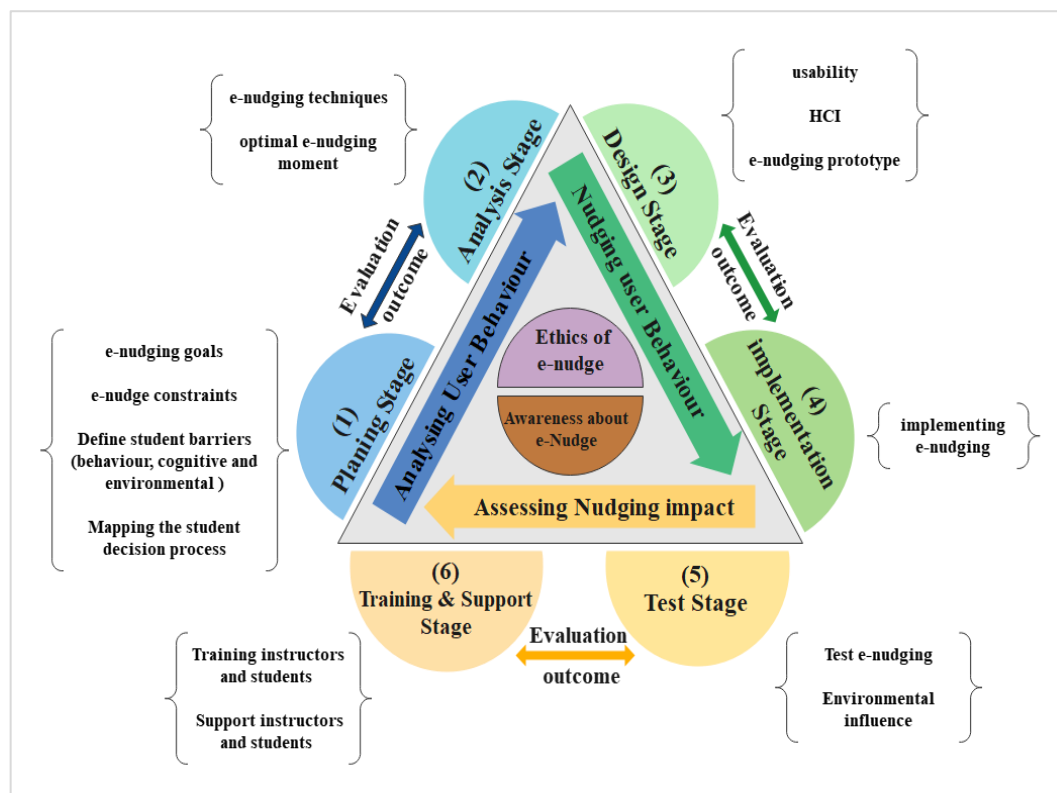 e-nudging techniques
optimal e-nudging
moment
(2)
Analysis Stage
(3)
Design Stage
usability
HCI
e-nudging prototype
Evaluation
outcome
Evaluation
outcome
Analysing User Behaviour
Nudging user Behaviour
Ethics of
e-nudge
Awareness about
e-Nudge
Assessing Nudging impact
e-nudging goals
e-nudge constraints
Define student barriers
(behaviour, cognitive and
environmental )
Mapping the student
decision process
(1)
Planing Stage
(4)
implementation
Stage
implementing
e-nudging
(6)
Training & Support
Stage
(5)
Test Stage
Evaluation
outcome
Training instructors
and students
Support instructors
and students
Test e-nudging
Environmental
influence